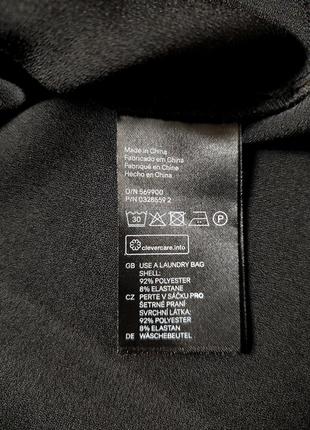 Made in China
Fabricado em China
Fabriqué en China
Hecho en China
O/N 569900
P/N 0328559 2
30 P
clevercare.info
GB USE A LAUNDRY BAG
SHELL:
92% POLYESTER
8% ELASTANE
CZ PERTE V SÁČKU PRO
ŠETRNÉ PRANÍ
SVRCHNÍ LÁTKA:
92% POLYESTER
8% ELASTAN
DE WÄSCHEBEUTEL